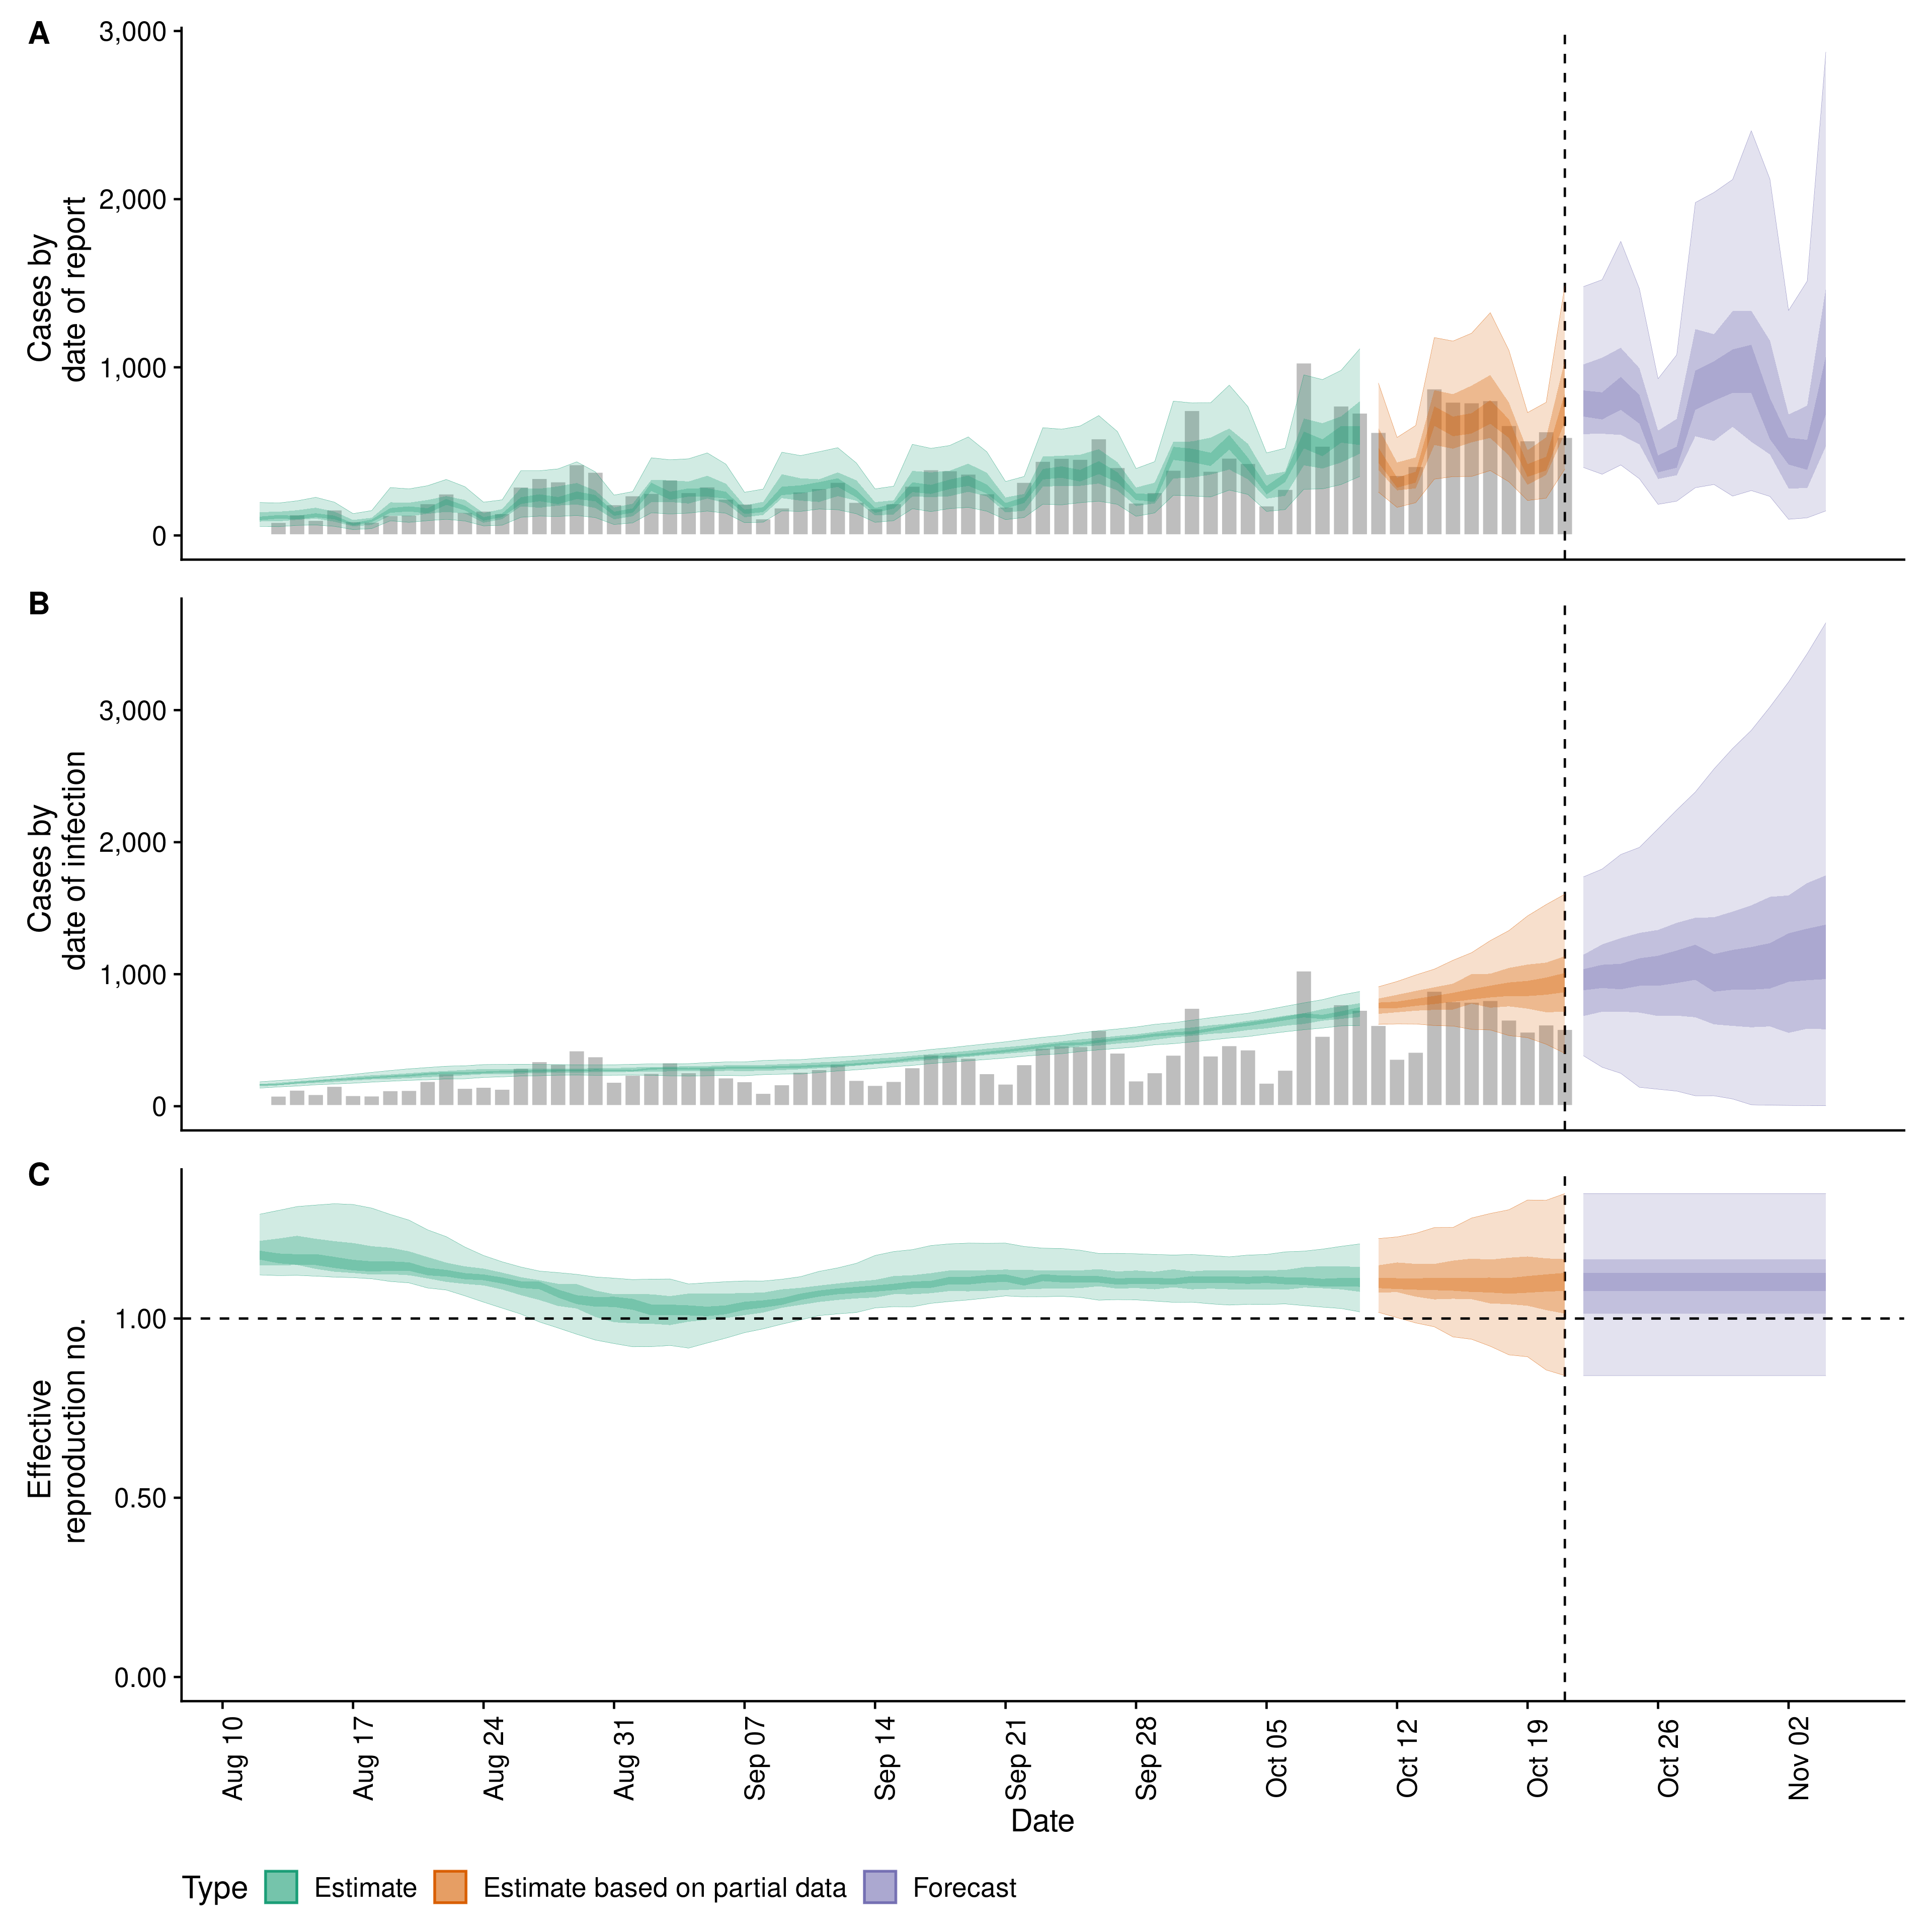 A
Cases by
date of report
3,000
2,000
1,000
0
B
Cases by
date of infection
3,000
2,000
1,000
0
C
Effective
reproduction no.
1.00
0.50
0.00
Aug 10
Aug 17
Aug 24
Aug 31
Sep 07
Sep 14
Sep 21
Sep 28
Oct 05
Oct 12
Oct 19
Oct 26
Nov 02
Date
Type Estimate Estimate based on partial data Forecast